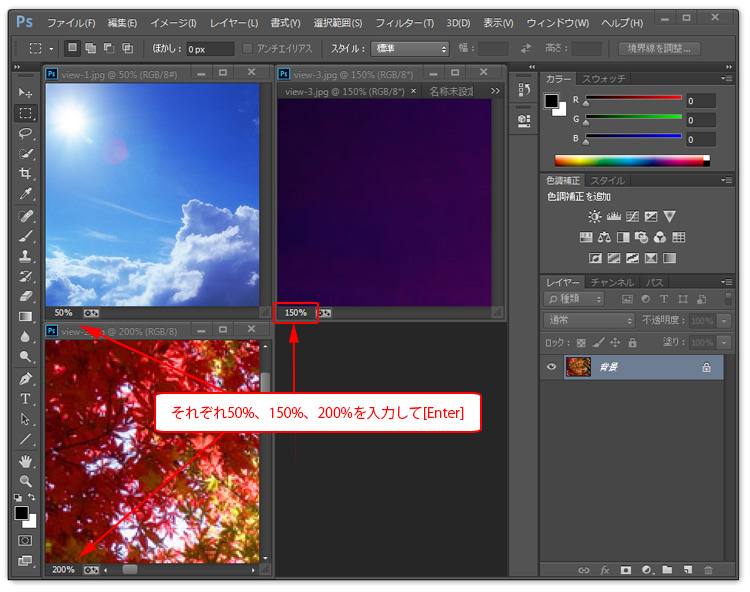 Ps ファイル(F) 編集(E) イメージ(I) レイヤー(L) 書式(Y) 選択範囲(S) フィルター(T) 3D(D) 表示(V) ウィンドウ(W) ヘルプ(H)
ぼかし : 0 px アンチエイリアス スタイル : 標準 幅 : 高さ : 境界線を調整...
Ps view-1.jpg @ 50% (RGB/8#)
50%
Ps view-3.jpg @ 150% (RGB/8*)
view-3.jpg @ 150% (RGB/8*) × 名称未設定
150%
Ps view-2.jpg @ 200% (RGB/8)
200%
それぞれ50%、150%、200%を入力して[Enter]
カラー スウォッチ
R 0
G 0
B 0
色調補正 スタイル
色調補正を追加
レイヤー チャンネル パス
種類
通常 不透明度 : 100%
ロック : 塗り : 100%
背景
fx